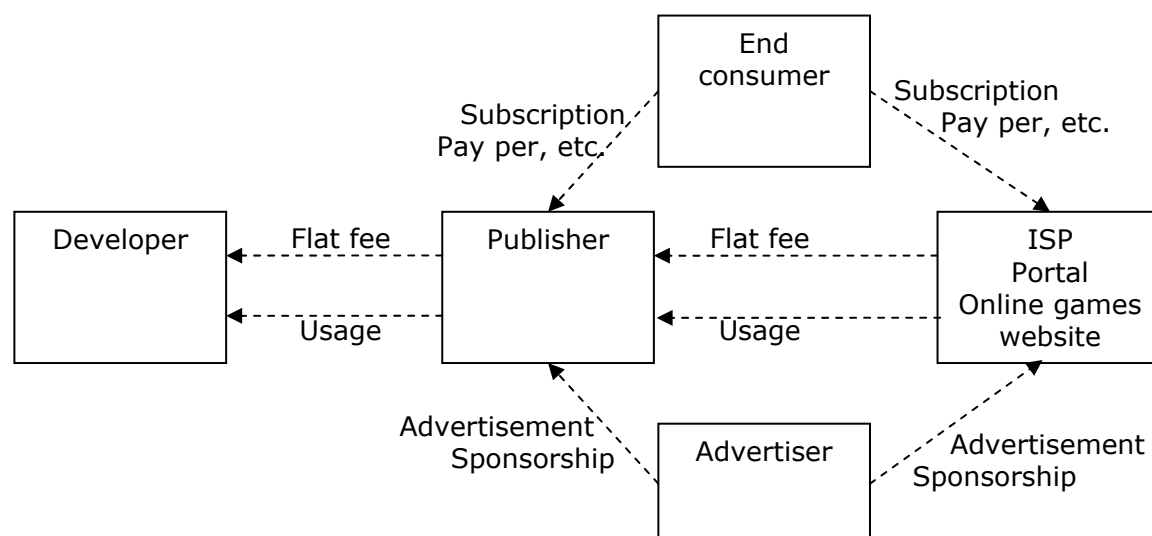 End
consumer
Subscription
Pay per, etc.
Subscription
Pay per, etc.
Developer
Flat fee
Usage
Publisher
Flat fee
Usage
ISP
Portal
Online games
website
Advertisement
Sponsorship
Advertiser
Advertisement
Sponsorship